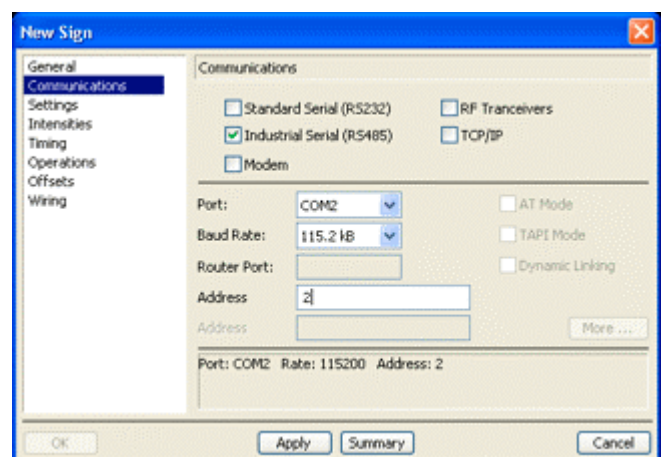 New Sign
General
Communications
Settings
Intensities
Timing
Operations
Offsets
Wiring
Communications
Standard Serial (RS232)
RF Tranceivers
Industrial Serial (RS485)
TCP/IP
Modem
Port:
COM2
AT Mode
Baud Rate:
115.2 kB
TAPI Mode
Router Port:
Dynamic Linking
Address
2
Address
More ...
Port: COM2 Rate: 115200 Address: 2
OK
Apply
Summary
Cancel